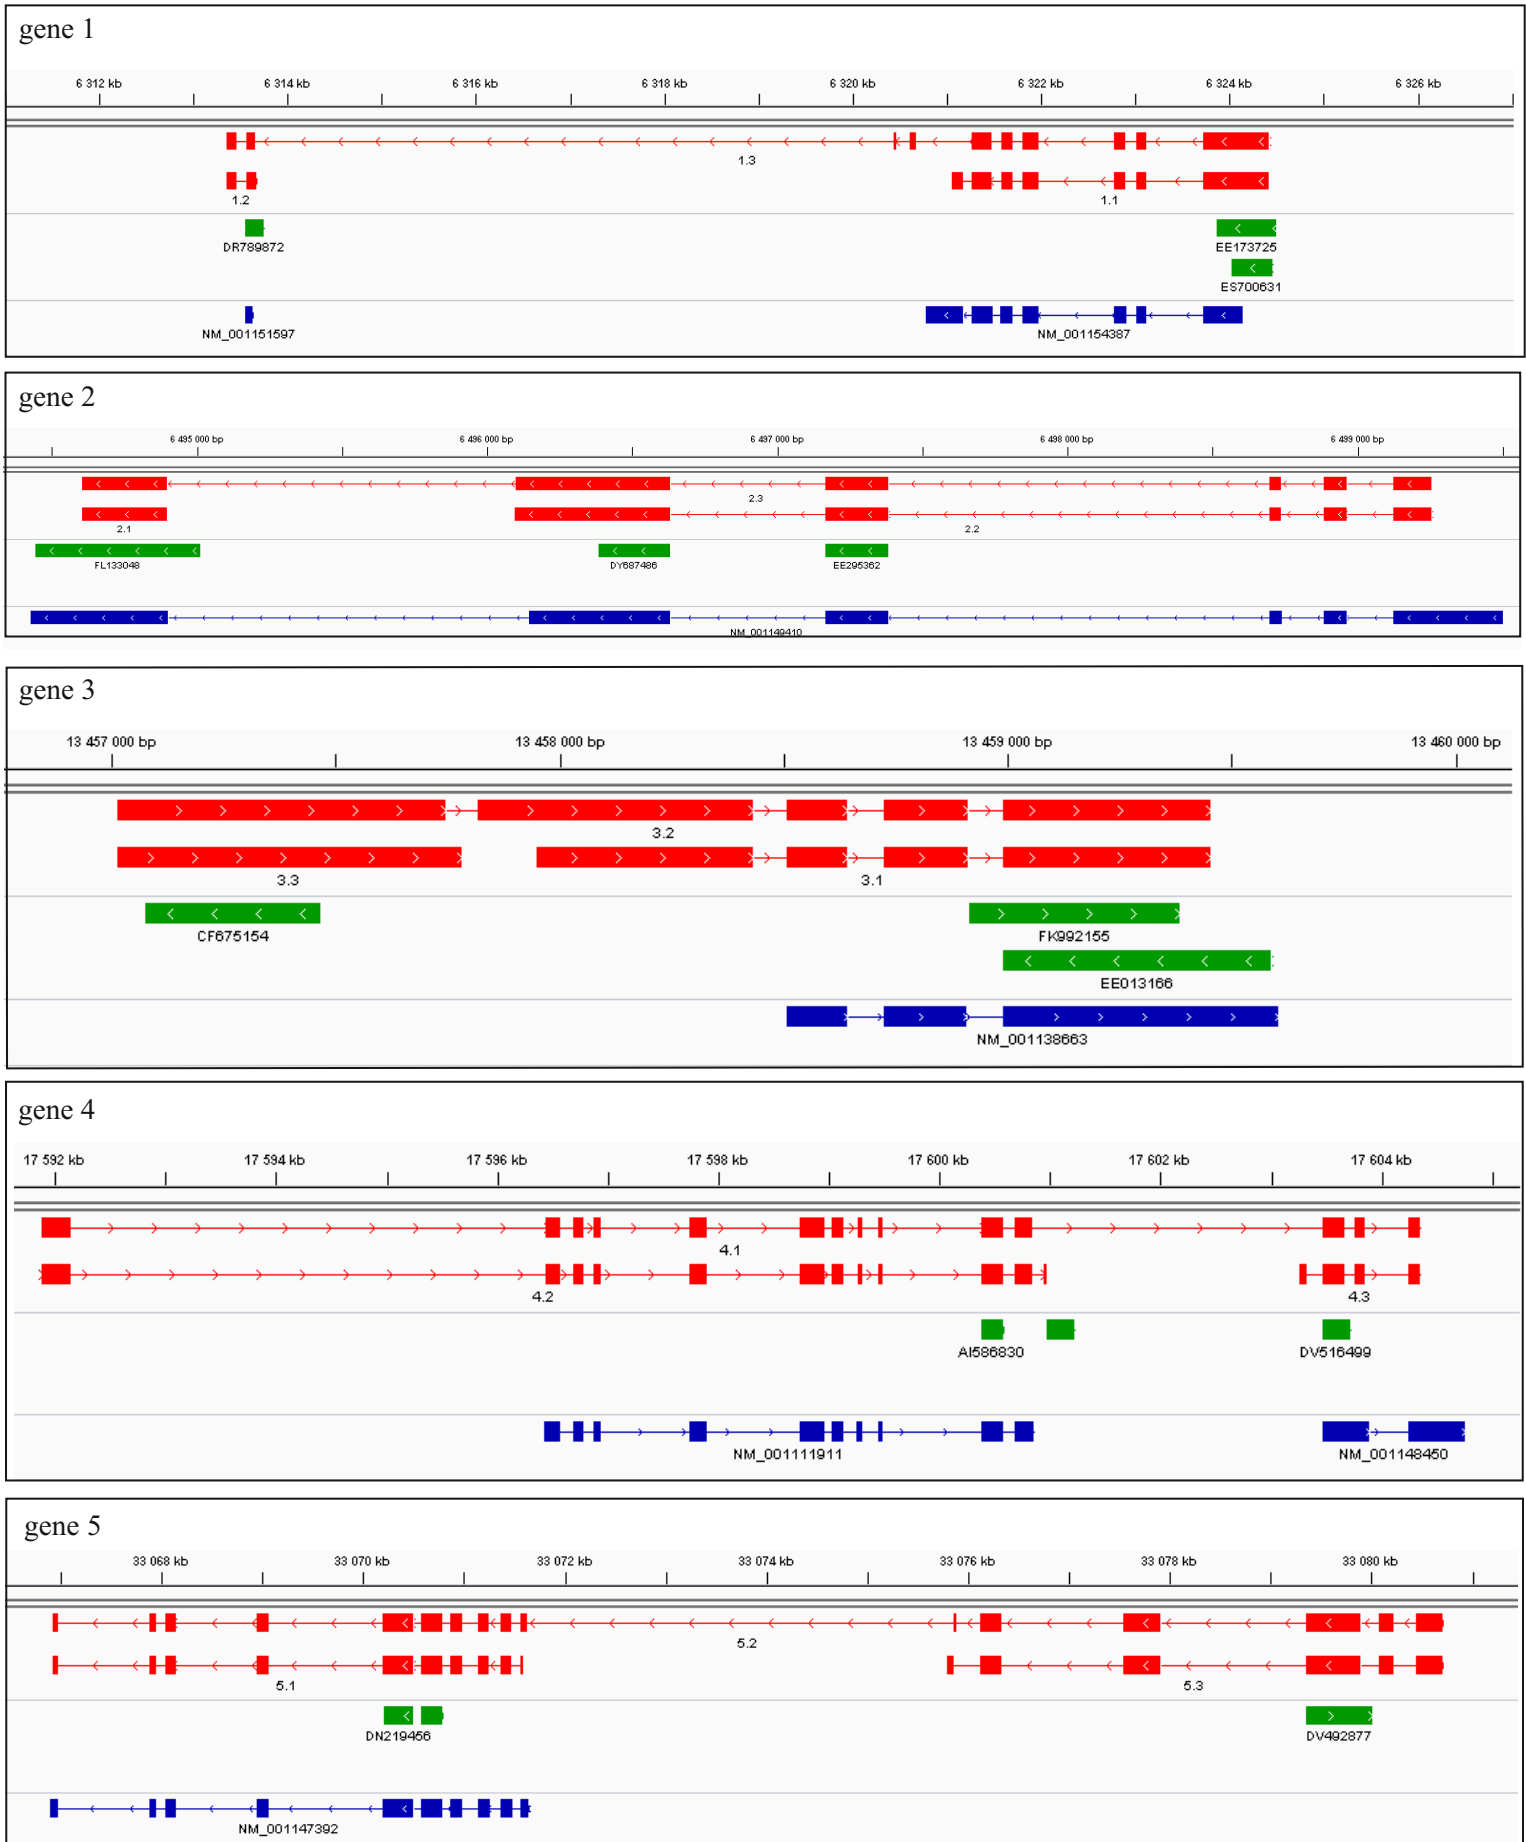 gene 1
6 312 kb 6 314 kb 6 316 kb 6 318 kb 6 320 kb 6 322 kb 6 324 kb 6 326 kb
1.3
1.2 1.1
DR789872 EE173725
ES700631
NM_001151597 NM_001154387
gene 2
6 495 000 bp 6 496 000 bp 6 497 000 bp 6 498 000 bp 6 499 000 bp
2.3
2.1 2.2
FL133048 DY687486 EE295362
NM_001149410
gene 3
13 457 000 bp 13 458 000 bp 13 459 000 bp 13 460 000 bp
3.2
3.3 3.1
CF675154 FK992155
EE013166
NM_001138663
gene 4
17 592 kb 17 594 kb 17 596 kb 17 598 kb 17 600 kb 17 602 kb 17 604 kb
4.1
4.2 4.3
AI586830 DV516499
NM_001111911 NM_001148450
gene 5
33 068 kb 33 070 kb 33 072 kb 33 074 kb 33 076 kb 33 078 kb 33 080 kb
5.2
5.1 5.3
DN219456 DV492877
NM_001147392